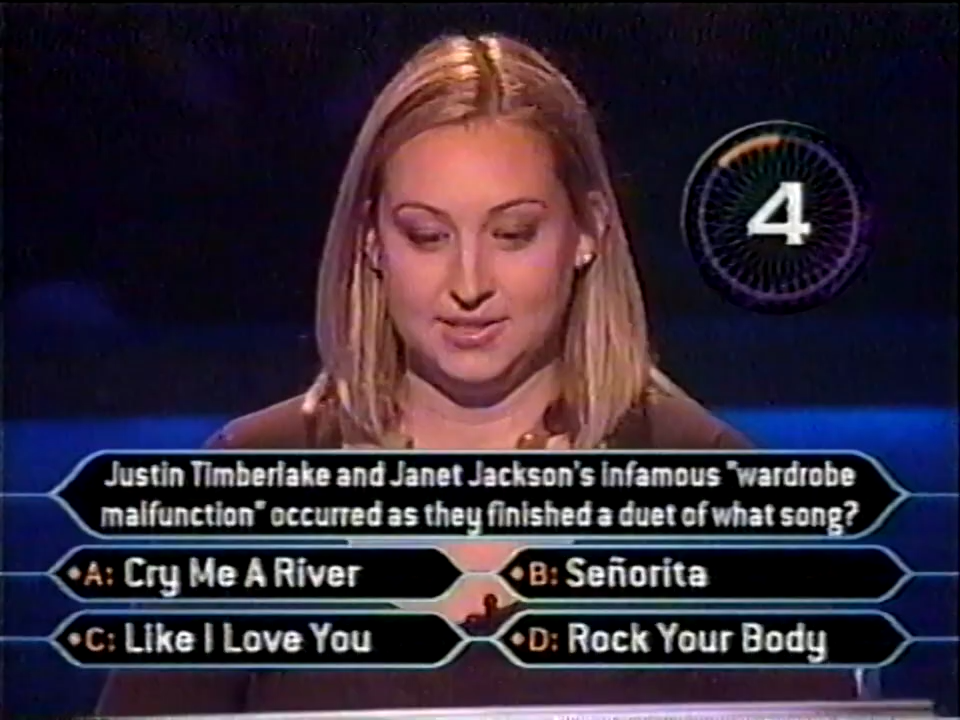 4
Justin Timberlake and Janet Jackson's infamous "wardrobe
malfunction" occurred as they finished a duet of what song?
A: Cry Me A River
B: Señorita
C: Like I Love You
D: Rock Your Body